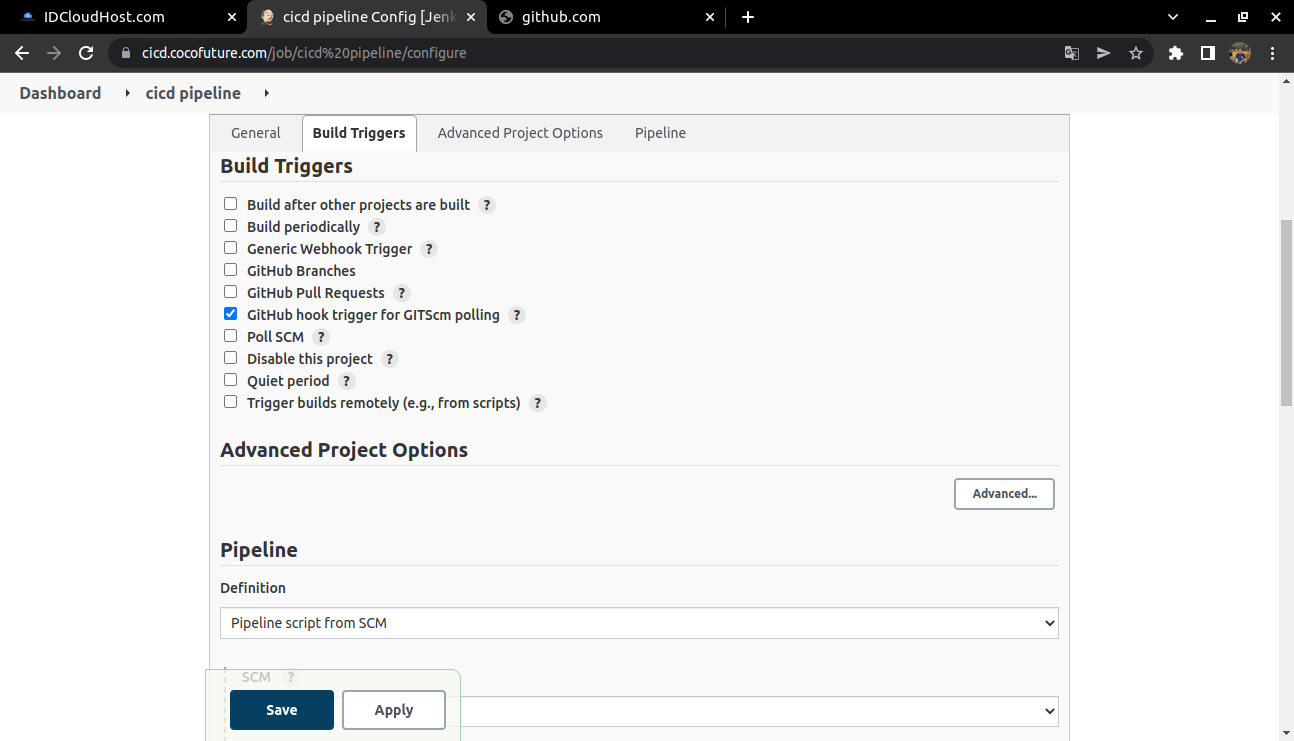 IDCloudHost.com
cicd pipeline Config [Jenk
github.com
cicd.cocofuture.com/job/cicd%20pipeline/configure
Dashboard
cicd pipeline
General
Build Triggers
Advanced Project Options
Pipeline
Build Triggers
Build after other projects are built ?
Build periodically ?
Generic Webhook Trigger ?
GitHub Branches
GitHub Pull Requests ?
GitHub hook trigger for GITScm polling ?
Poll SCM ?
Disable this project ?
Quiet period ?
Trigger builds remotely (e.g., from scripts) ?
Advanced Project Options
Advanced...
Pipeline
Definition
Pipeline script from SCM
SCM ?
Save
Apply